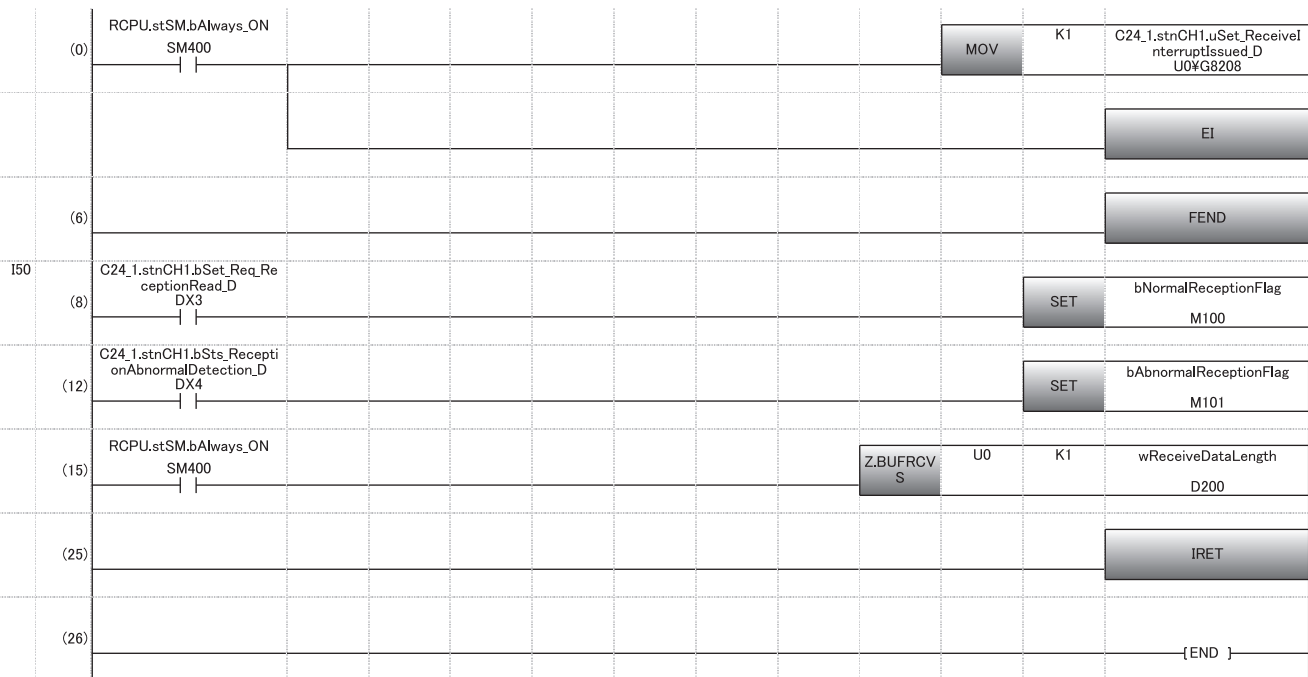 RCPU.stSM.bAlways_ON
(0)
SM400
MOV
K1
C24_1.stnCH1.uSet_ReceiveI
nterruptIssued_D
U0¥G8208
EI
(6)
FEND
I50
C24_1.stnCH1.bSet_Req_Re
ceptionRead_D
(8)
DX3
SET
bNormalReceptionFlag
M100
C24_1.stnCH1.bSts_Recepti
onAbnormalDetection_D
(12)
DX4
SET
bAbnormalReceptionFlag
M101
RCPU.stSM.bAlways_ON
(15)
SM400
Z.BUFRCV
S
U0
K1
wReceiveDataLength
D200
(25)
IRET
(26)
[END ]